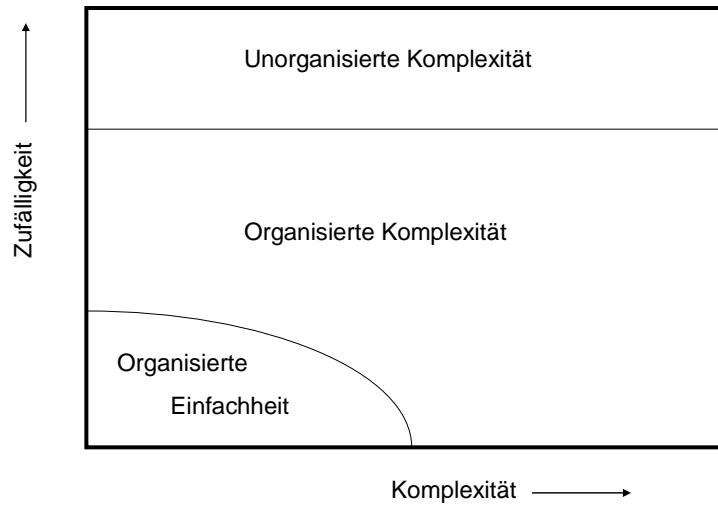 Unorganisierte Komplexität
Zufälligkeit
Organisierte Komplexität
Organisierte
Einfachheit
Komplexität